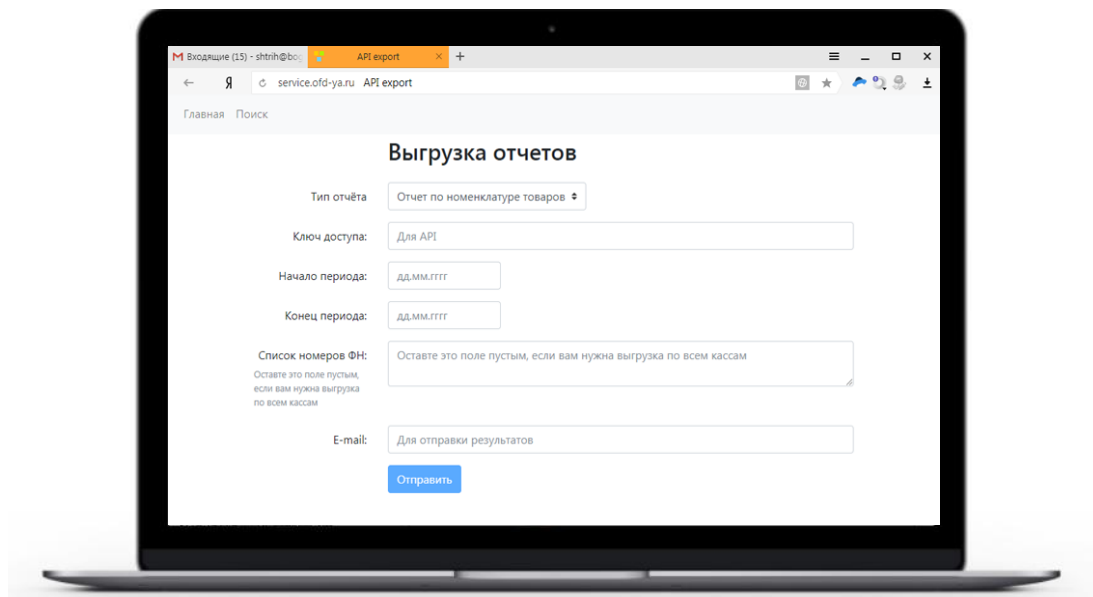 Входящие (15) - shtrih@bog
API export
service.ofd-ya.ru API export
Главная Поиск
Выгрузка отчетов
Тип отчёта
Отчет по номенклатуре товаров
Ключ доступа:
Для API
Начало периода:
дд.мм.гггг
Конец периода:
дд.мм.гггг
Список номеров ФН:
Оставте это поле пустым,
если вам нужна выгрузка
по всем кассам
Оставте это поле пустым, если вам нужна выгрузка по всем кассам
E-mail:
Для отправки результатов
Отправить